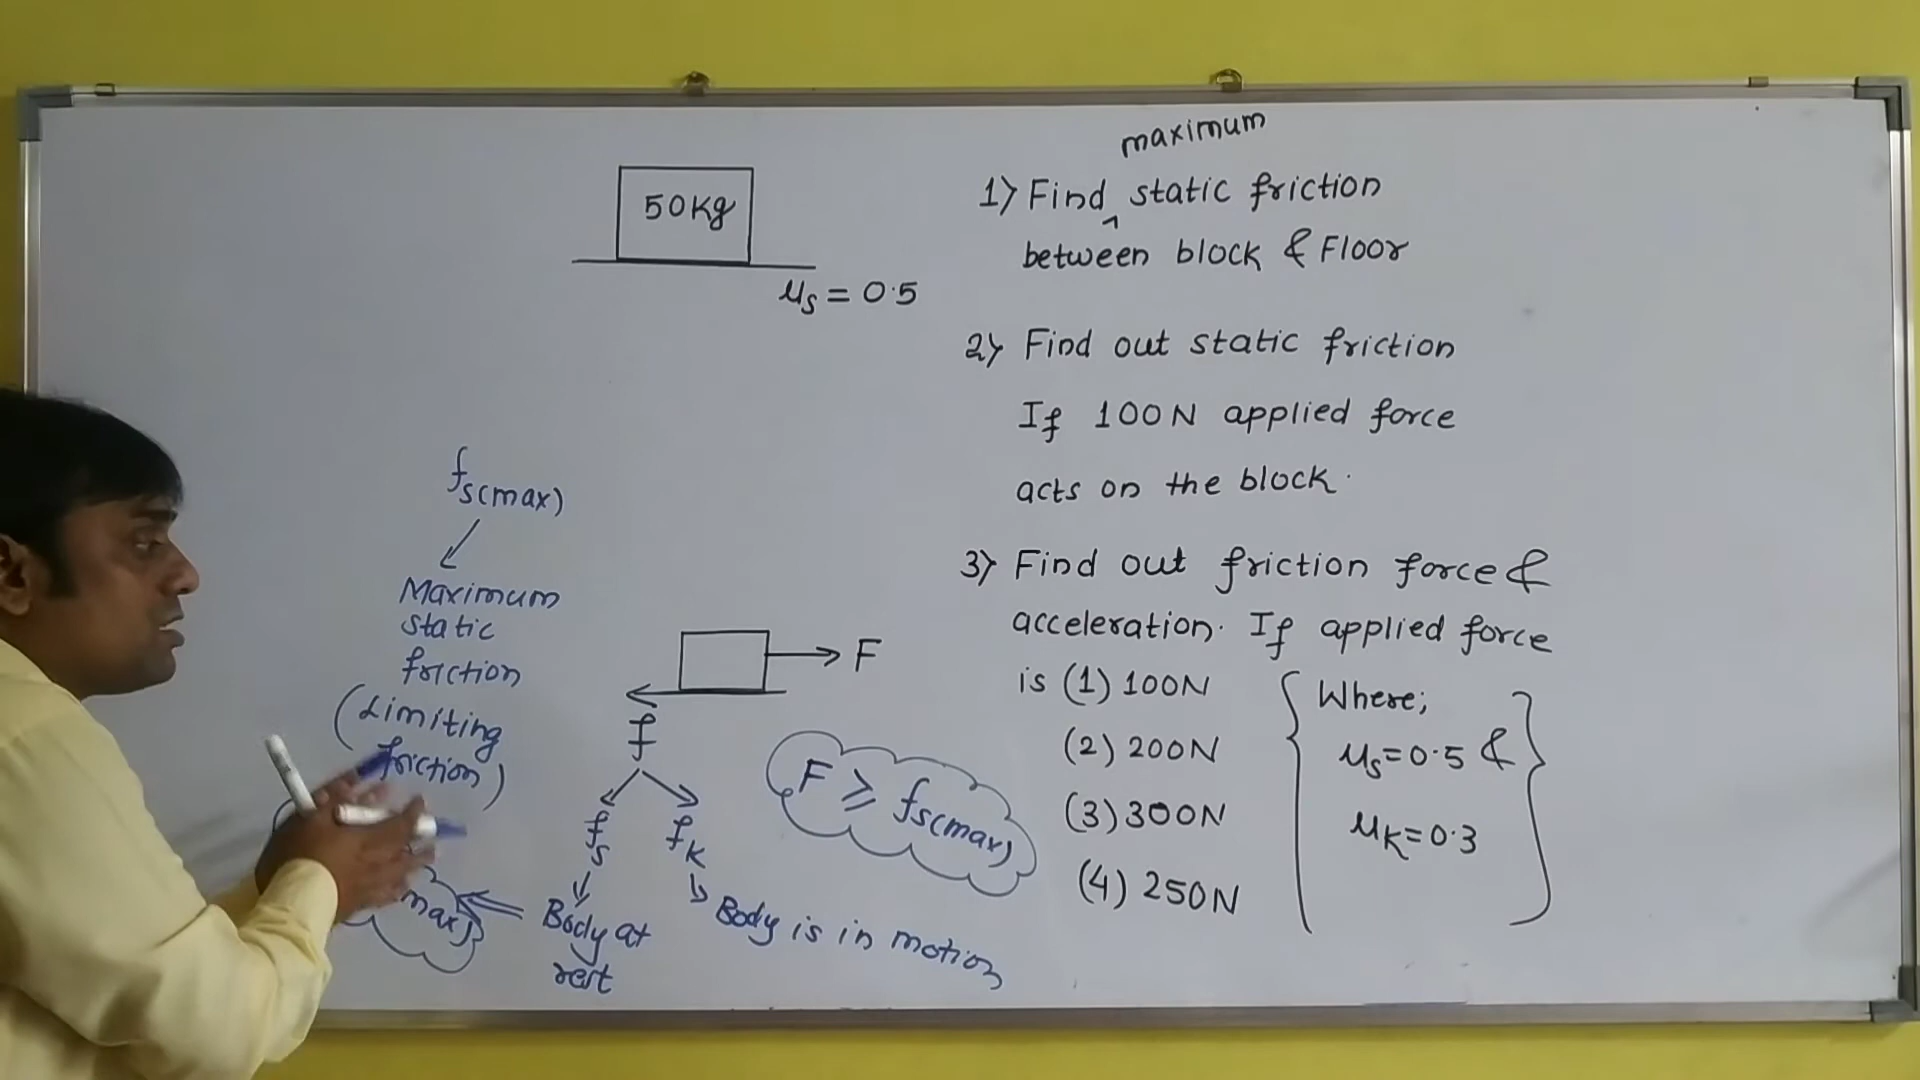 50Kg
μs = 0.5
maximum
1) Find ^ static friction
between block & Floor
2) Find out static friction
If 100N applied force
acts on the block.
3) Find out friction force &
acceleration. If applied force
is (1) 100N
(2) 200N
(3) 300N
(4) 250N
Where;
μs=0.5 &
μK=0.3
fs(max)
Maximum
static
friction
(Limiting
friction)
F
f
fs
fK
Body at
rest
Body is in motion
F ≥ fs(max)
max)